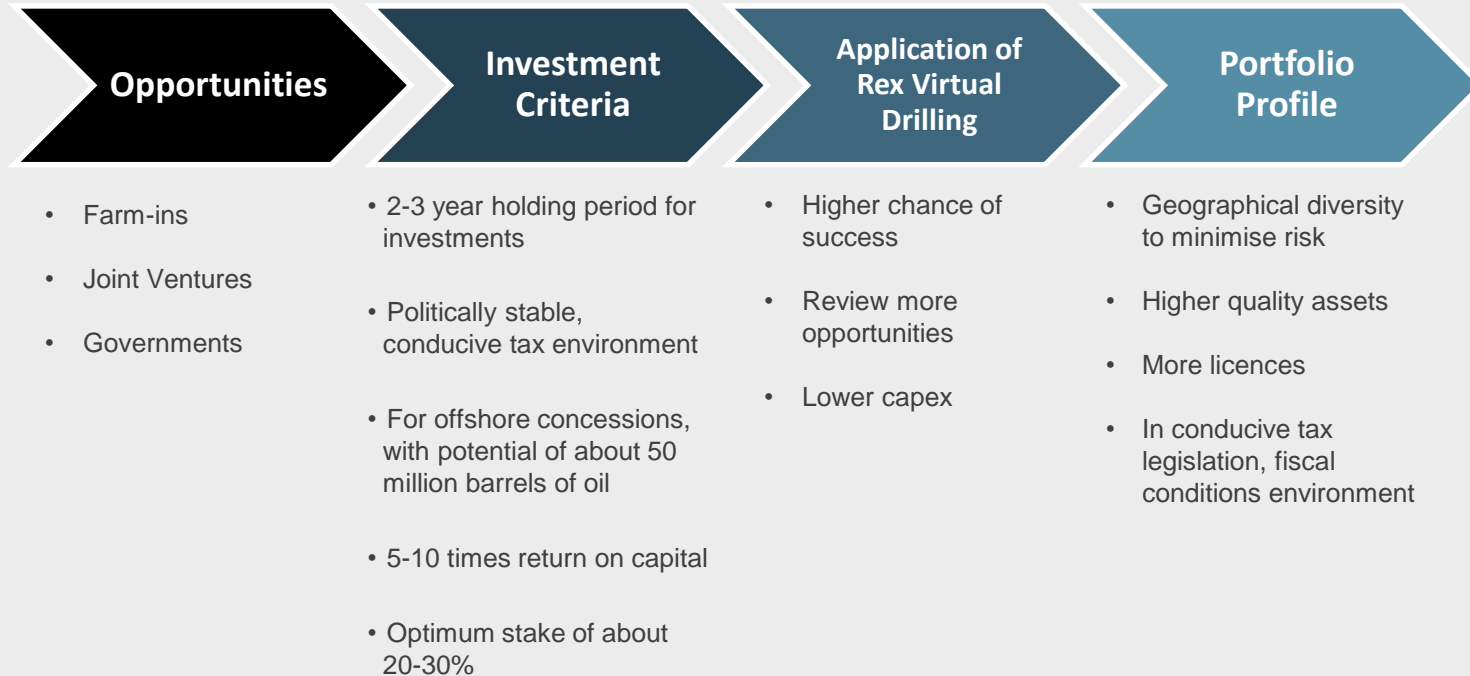 Opportunities
Investment
Criteria
Application of
Rex Virtual
Drilling
Portfolio
Profile
• Farm-ins
• Joint Ventures
• Governments
• 2-3 year holding period for
investments
• Politically stable,
conducive tax environment
• For offshore concessions,
with potential of about 50
million barrels of oil
• 5-10 times return on capital
• Optimum stake of about
20-30%
• Higher chance of
success
• Review more
opportunities
• Lower capex
• Geographical diversity
to minimise risk
• Higher quality assets
• More licences
• In conducive tax
legislation, fiscal
conditions environment